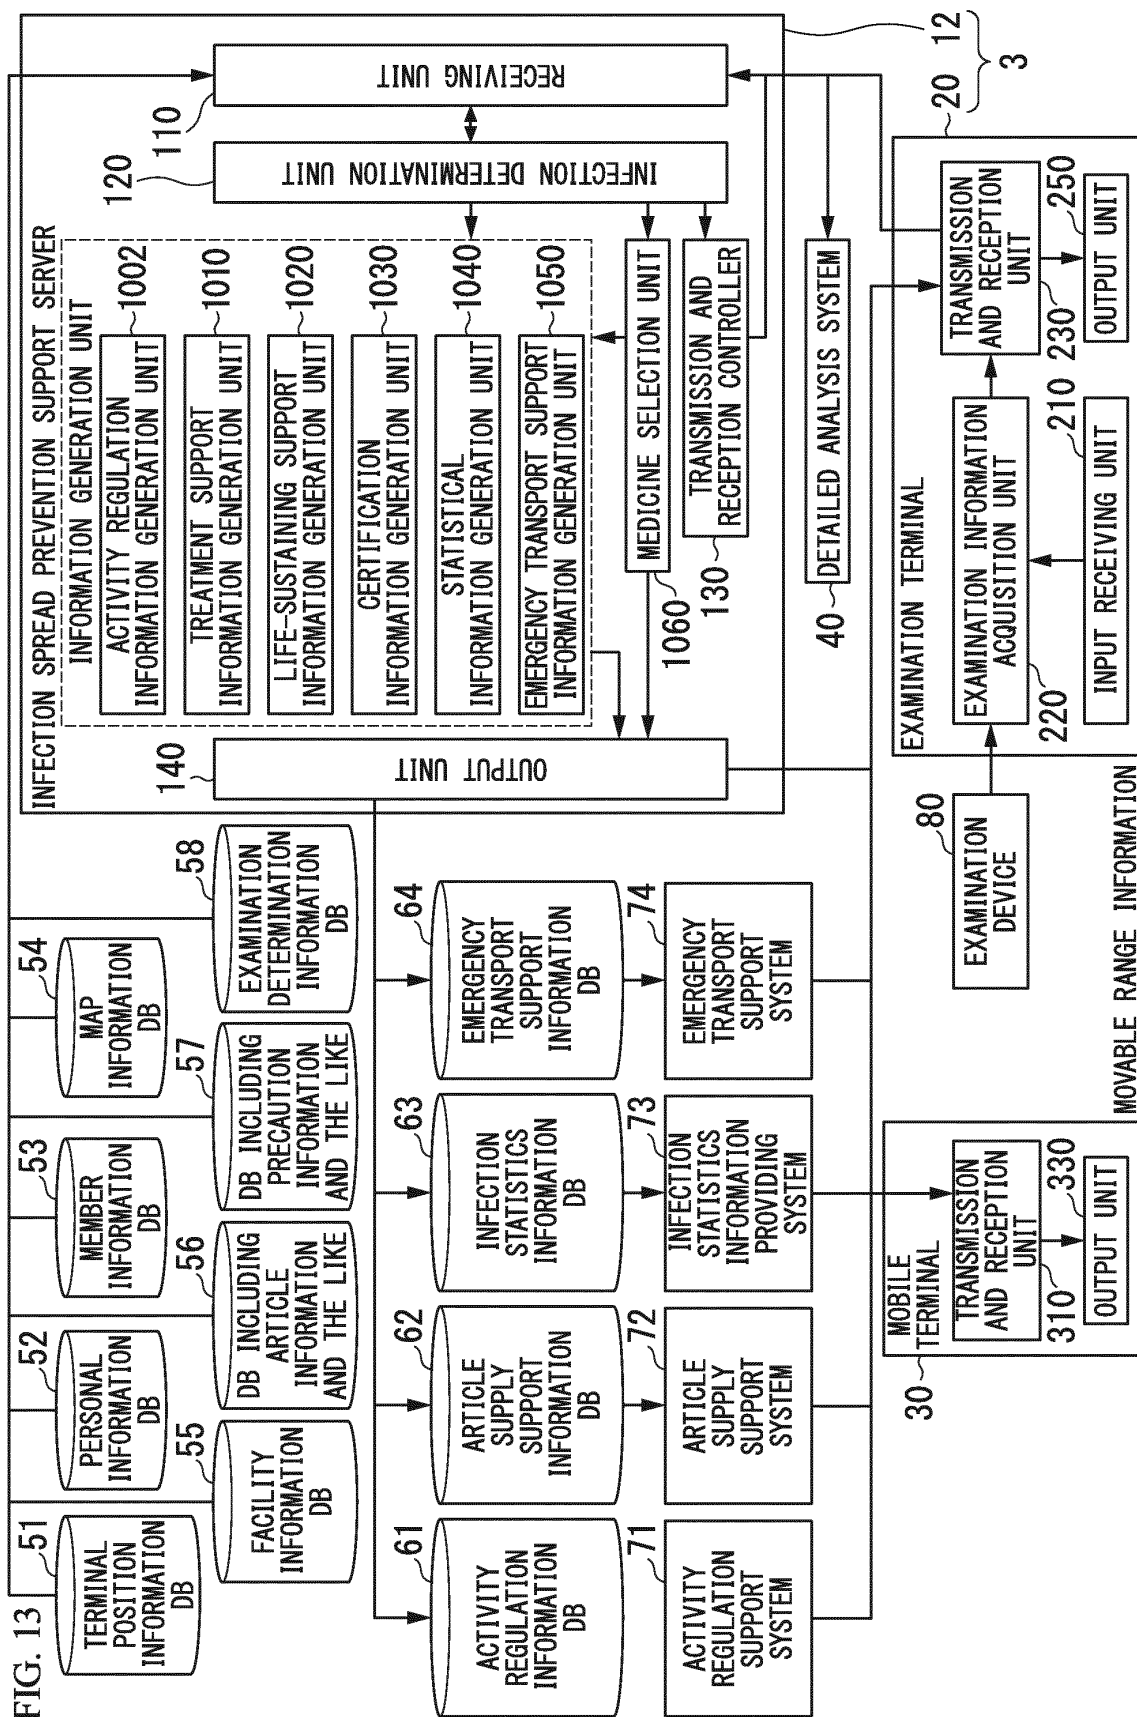 FIG. 13
51
TERMINAL
POSITION
INFORMATION
DB
52
PERSONAL
INFORMATION
DB
53
MEMBER
INFORMATION
DB
54
MAP
INFORMATION
DB
55
FACILITY
INFORMATION
DB
56
DB INCLUDING
ARTICLE
INFORMATION
AND THE LIKE
57
DB INCLUDING
PRECAUTION
INFORMATION
AND THE LIKE
58
EXAMINATION
DETERMINATION
INFORMATION
DB
61
ACTIVITY
REGULATION
INFORMATION
DB
62
ARTICLE
SUPPLY
SUPPORT
INFORMATION
DB
63
INFECTION
STATISTICS
INFORMATION
DB
64
EMERGENCY
TRANSPORT
SUPPORT
INFORMATION
DB
71
ACTIVITY
REGULATION
SUPPORT
SYSTEM
72
ARTICLE
SUPPLY
SUPPORT
SYSTEM
73
INFECTION
STATISTICS
INFORMATION
PROVIDING
SYSTEM
74
EMERGENCY
TRANSPORT
SUPPORT
SYSTEM
INFECTION SPREAD PREVENTION SUPPORT SERVER
INFORMATION GENERATION UNIT
ACTIVITY REGULATION
INFORMATION GENERATION UNIT
1002
TREATMENT SUPPORT
INFORMATION GENERATION UNIT
1010
LIFE-SUSTAINING SUPPORT
INFORMATION GENERATION UNIT
1020
CERTIFICATION
INFORMATION GENERATION UNIT
1030
STATISTICAL
INFORMATION GENERATION UNIT
1040
EMERGENCY TRANSPORT SUPPORT
INFORMATION GENERATION UNIT
1050
140
OUTPUT UNIT
120
INFECTION DETERMINATION UNIT
110
RECEIVING UNIT
MEDICINE SELECTION UNIT
1060
TRANSMISSION AND
RECEPTION CONTROLLER
130
DETAILED ANALYSIS SYSTEM
40
12
20
3
30
MOBILE
TERMINAL
TRANSMISSION
AND RECEPTION
UNIT
310
330
OUTPUT UNIT
MOVABLE RANGE INFORMATION
80
EXAMINATION
DEVICE
EXAMINATION TERMINAL
EXAMINATION INFORMATION
ACQUISITION UNIT
220
210
INPUT RECEIVING UNIT
TRANSMISSION
AND RECEPTION
UNIT
230
250
OUTPUT UNIT